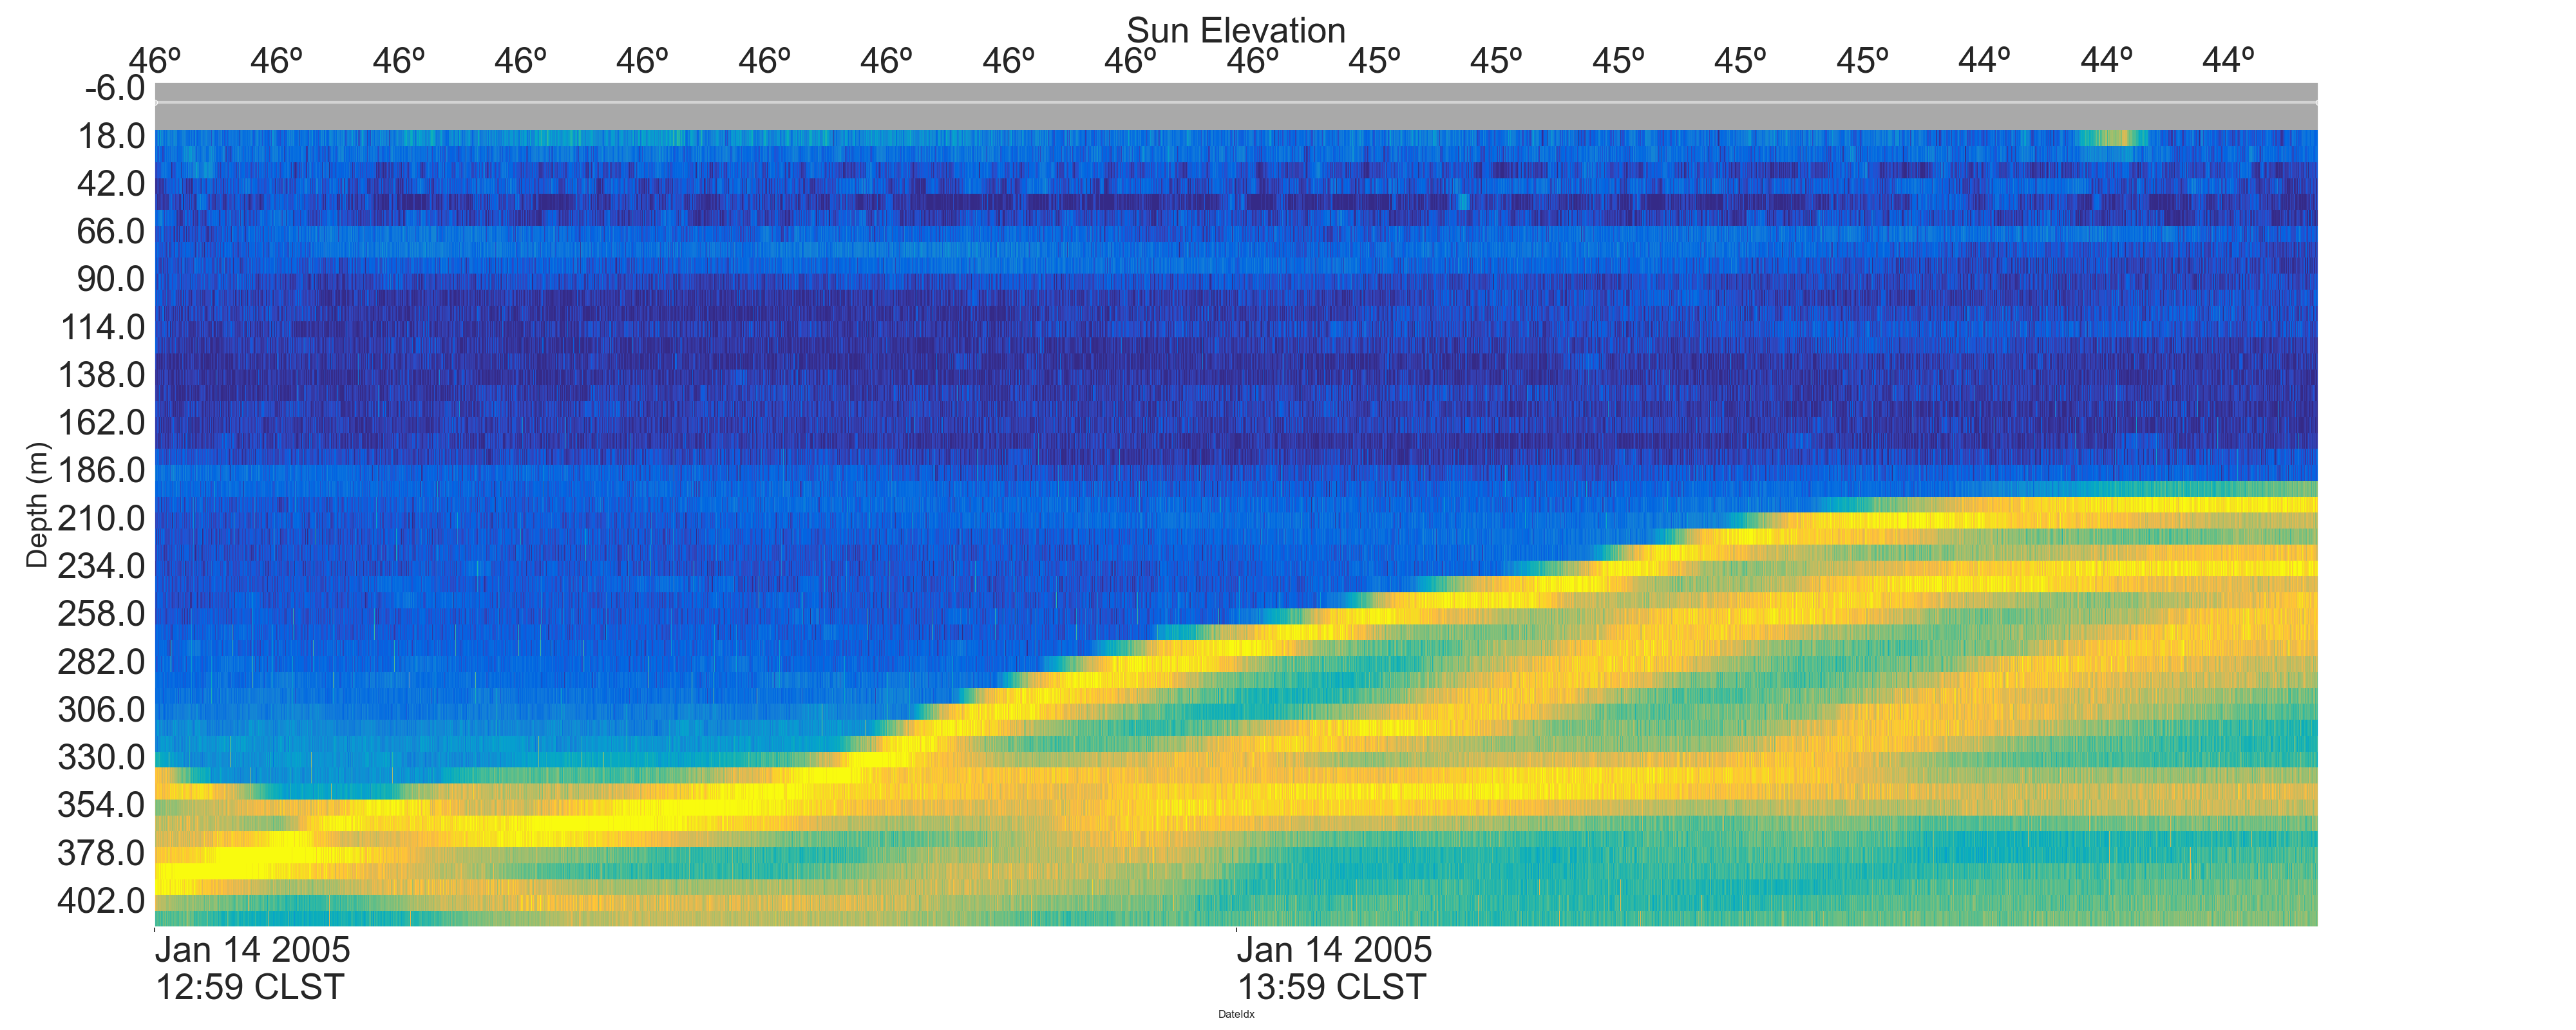 Sun Elevation
46º 46º 46º 46º 46º 46º 46º 46º 46º 46º 45º 45º 45º 45º 45º 44º 44º 44º
-6.0
18.0
42.0
66.0
90.0
114.0
138.0
162.0
186.0
210.0
234.0
258.0
282.0
306.0
330.0
354.0
378.0
402.0
Depth (m)
Jan 14 2005
12:59 CLST
Jan 14 2005
13:59 CLST
DateIdx